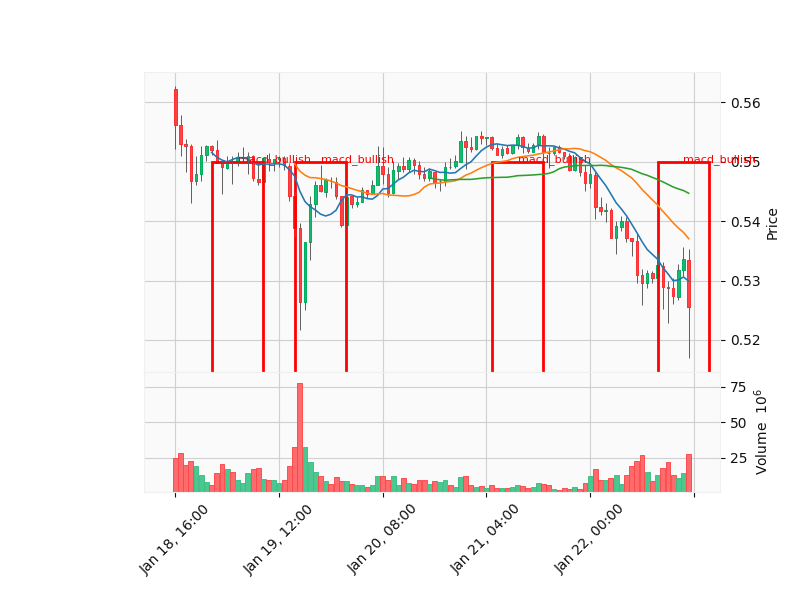 0.56
macd_bullish
macd_bullish
macd_bullish
macd_bullish
0.55
0.54
0.53
0.52
Price
75
50
25
Volume 10^6
Jan 18, 16:00
Jan 19, 12:00
Jan 20, 08:00
Jan 21, 04:00
Jan 22, 00:00